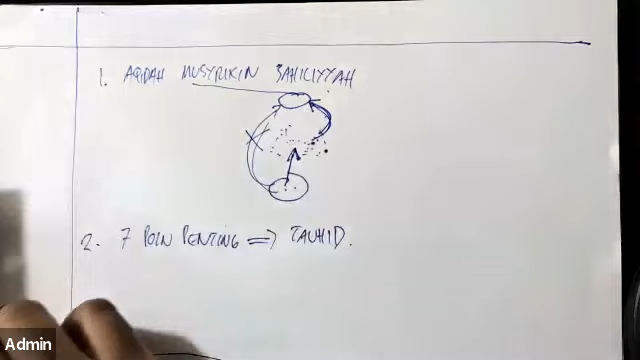 1. AQIDAH MUSYRIKIN JAHILIYYAH
2. 7 POIN PENTING => TAUHID.
Admin